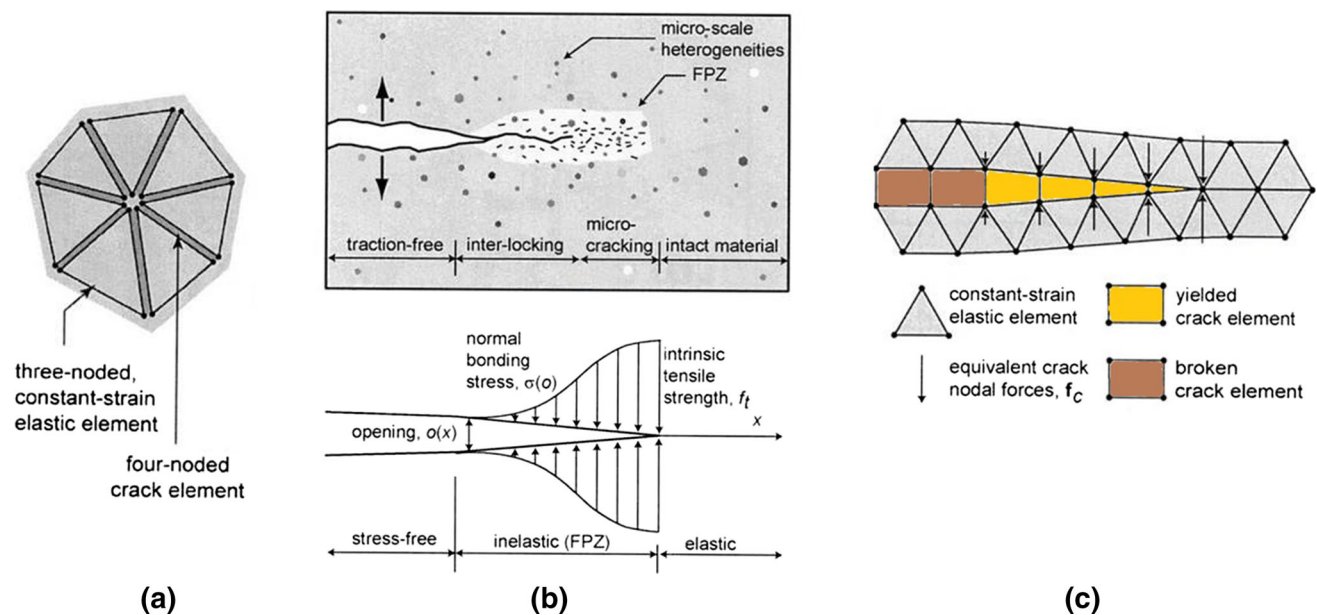 three-noded,
constant-strain
elastic element
four-noded
crack element
(a)
micro-scale
heterogeneities
FPZ
micro-
cracking
traction-free
inter-locking
intact material
normal
bonding
stress, σ(o)
intrinsic
tensile
strength, ft
x
opening, o(x)
stress-free
inelastic (FPZ)
elastic
(b)
constant-strain
elastic element
yielded
crack element
equivalent crack
nodal forces, fc
broken
crack element
(c)